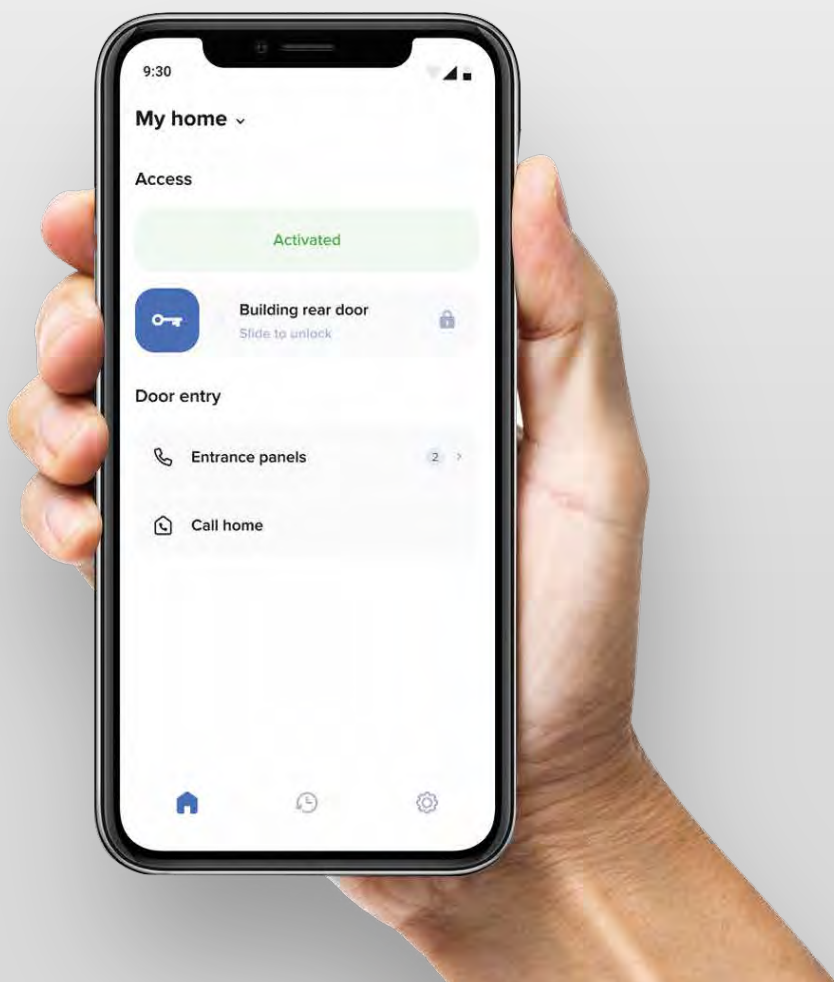 9:30
My home
Access
Activated
Building rear door
Slide to unlock
Door entry
Entrance panels
2
Call home